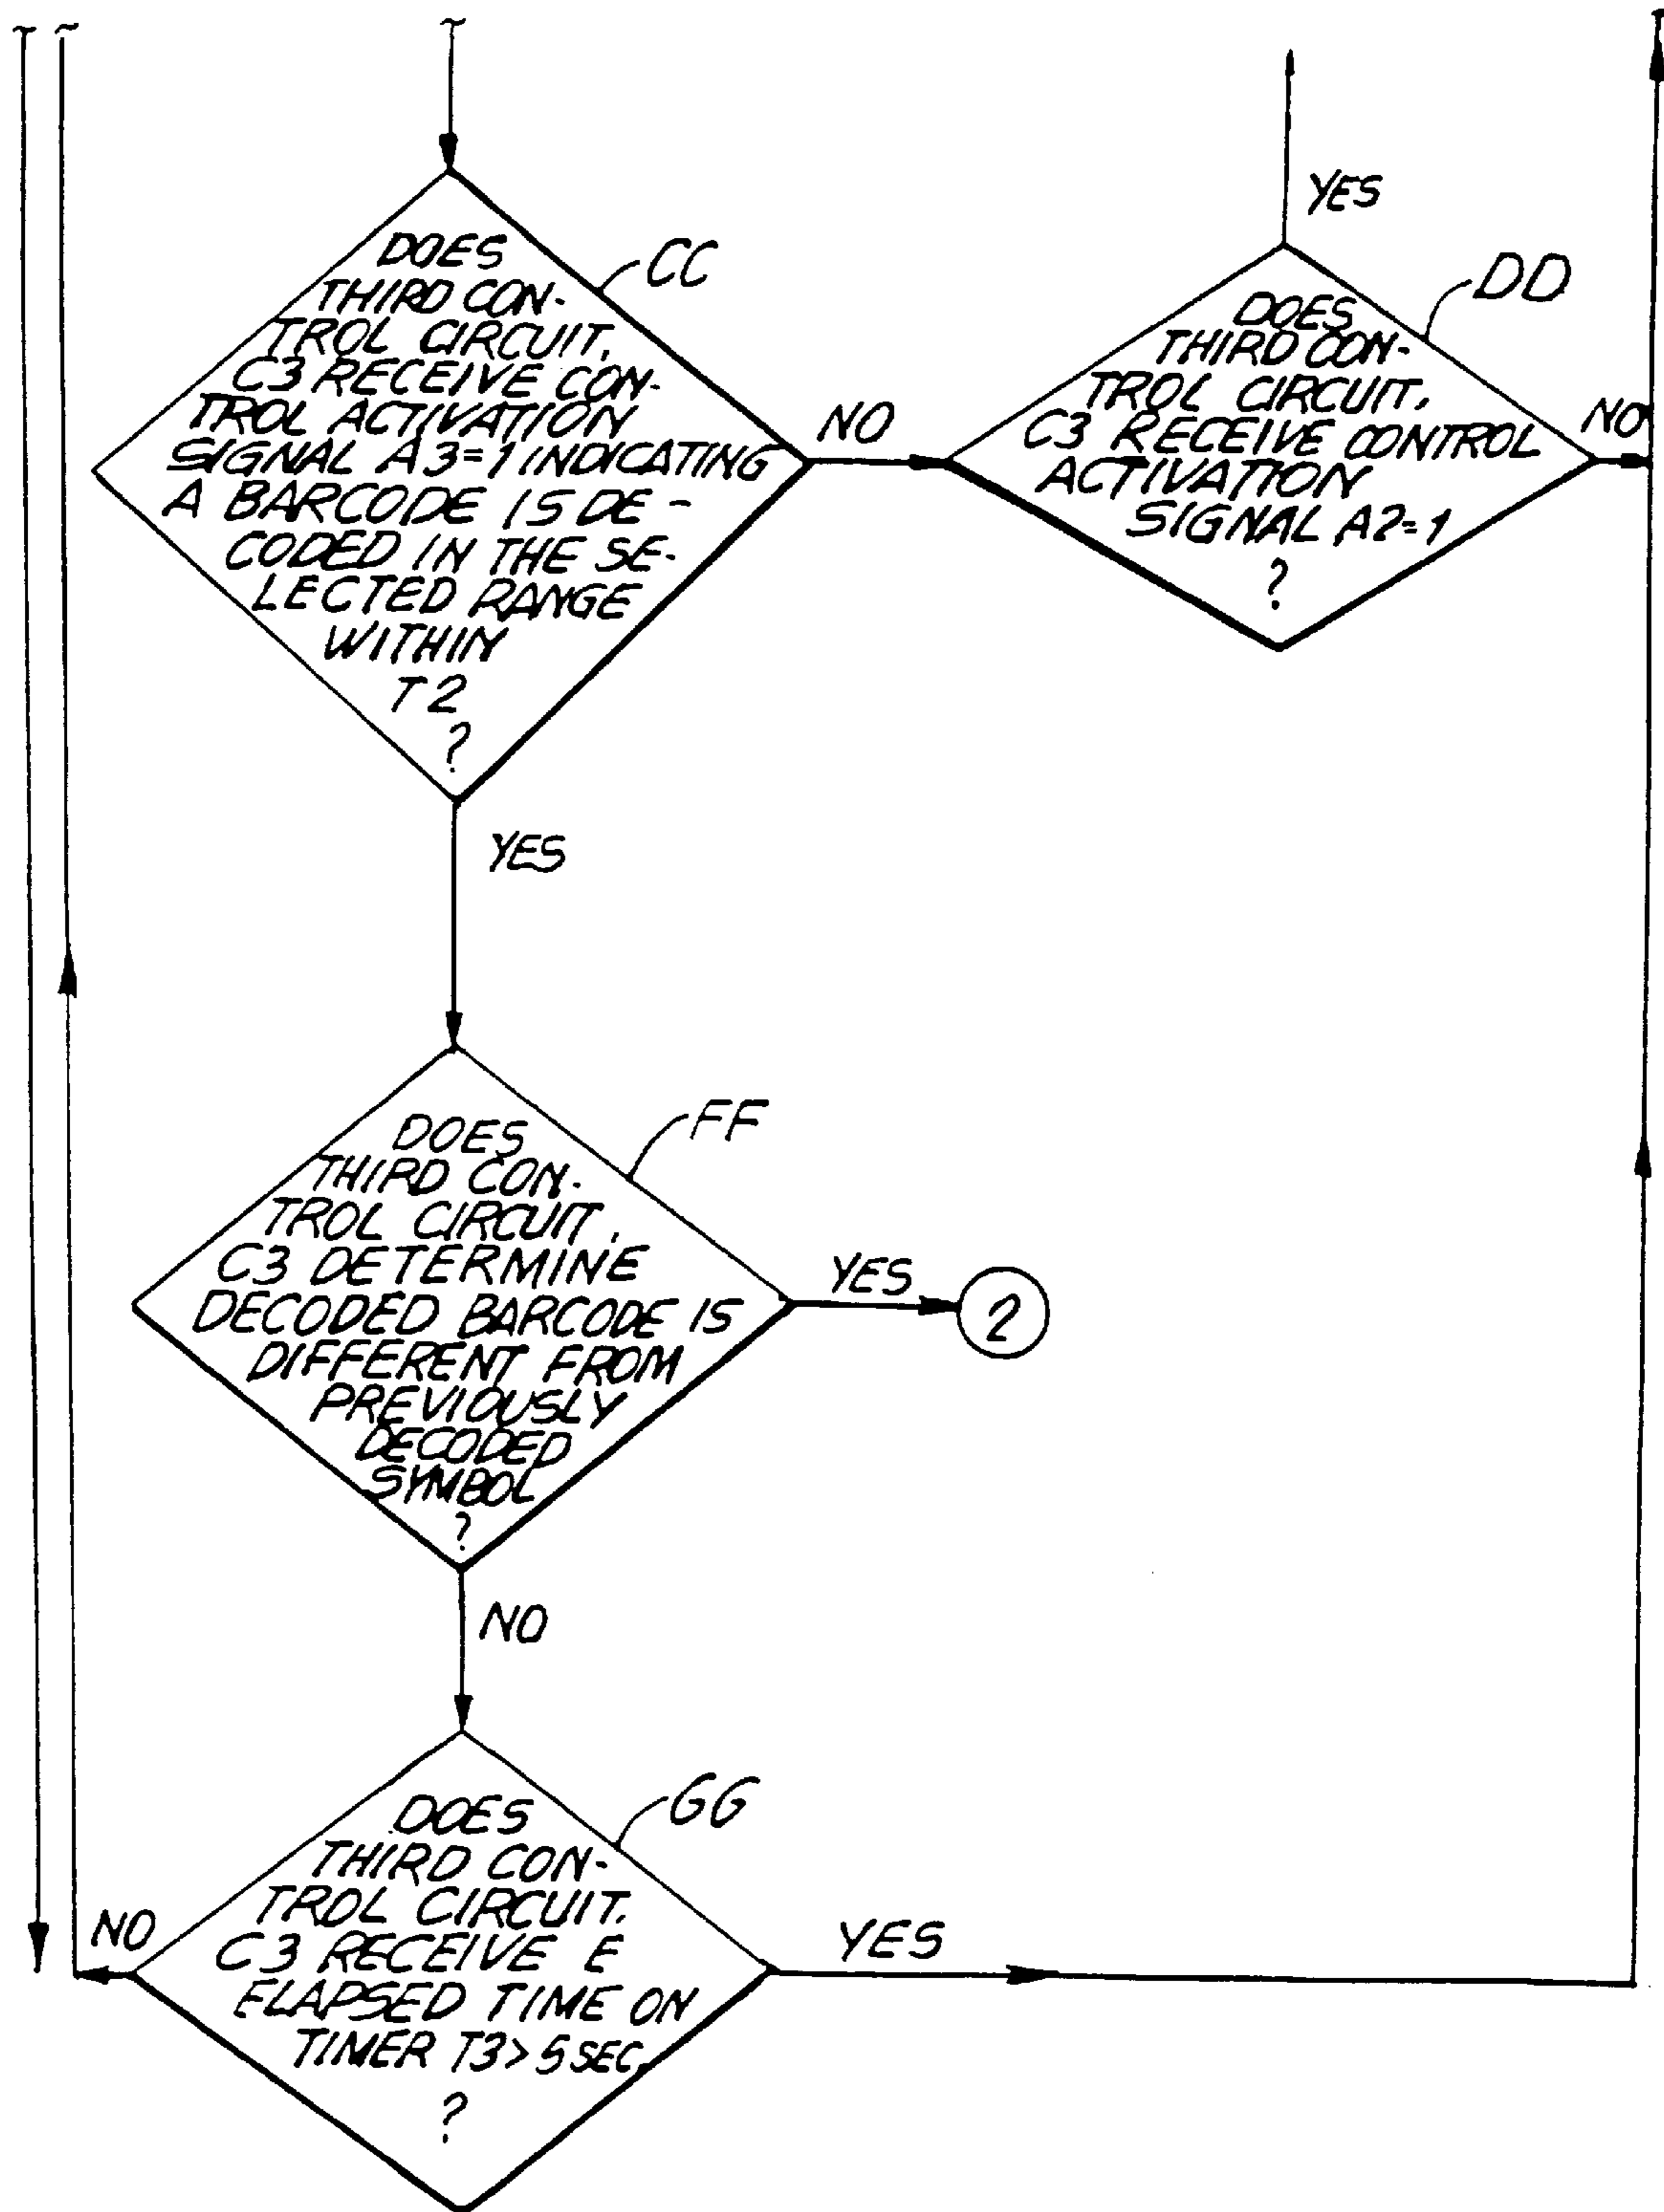 DOES
THIRD CON-
TROL CIRCUIT,
C3 RECEIVE CON-
TROL ACTIVATION
SIGNAL A3=1 INDICATING
A BARCODE IS DE-
CODED IN THE SE-
LECTED RANGE
WITHIN
T2
?
CC
NO
YES
DOES
THIRD CON-
TROL CIRCUIT,
C3 RECEIVE CONTROL
ACTIVATION
SIGNAL A2=1
?
DD
YES
NO
DOES
THIRD CON-
TROL CIRCUIT,
C3 DETERMINE
DECODED BARCODE IS
DIFFERENT FROM
PREVIOUSLY
DECODED
SYMBOL
?
FF
YES
2
NO
DOES
THIRD CON-
TROL CIRCUIT,
C3 RECEIVE E
ELAPSED TIME ON
TIMER T3>5SEC
?
GG
NO
YES